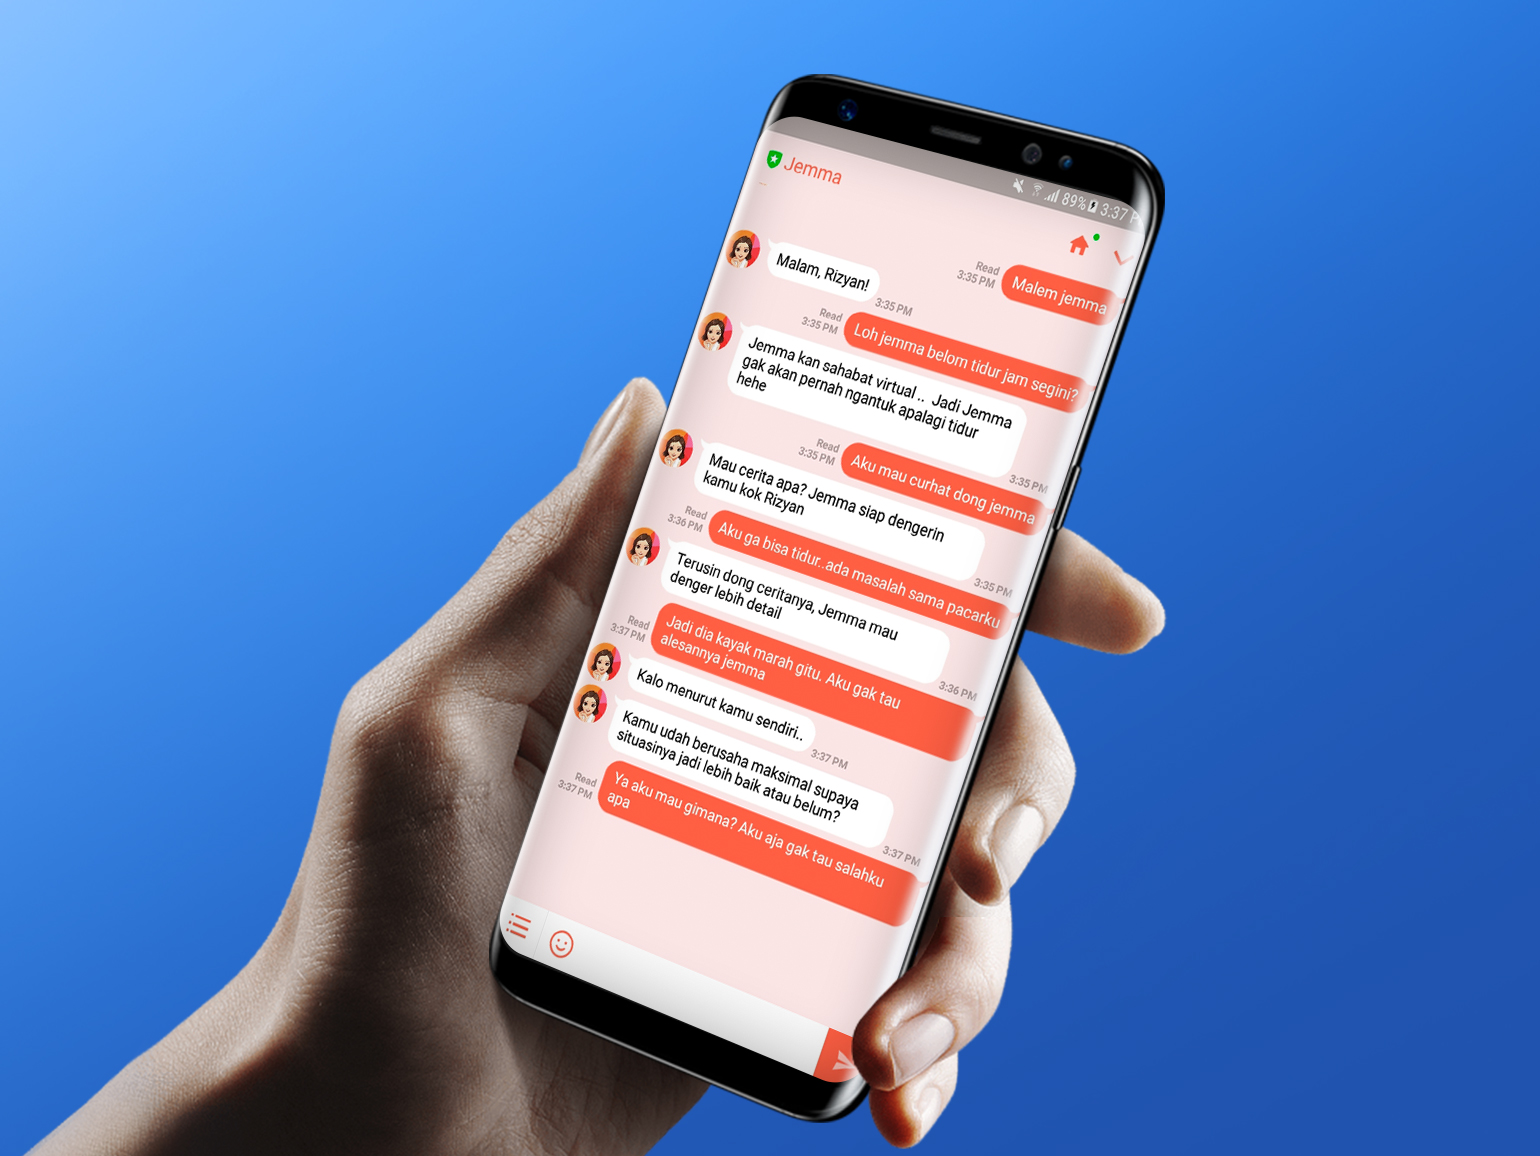 89% 3:37 P
Jemma
Read
3:35 PM
Malem jemma
Malam, Rizyan!
3:35 PM
Read
3:35 PM
Loh jemma belom tidur jam segini?
Jemma kan sahabat virtual .. Jadi Jemma
gak akan pernah ngantuk apalagi tidur
hehe
3:35 PM
Read
3:35 PM
Aku mau curhat dong jemma
Mau cerita apa? Jemma siap dengerin
kamu kok Rizyan
3:35 PM
Read
3:36 PM
Aku ga bisa tidur..ada masalah sama pacarku
Terusin dong ceritanya, Jemma mau
denger lebih detail
3:36 PM
Read
3:37 PM
Jadi dia kayak marah gitu. Aku gak tau
alesannya jemma
Kalo menurut kamu sendiri..
3:37 PM
Kamu udah berusaha maksimal supaya
situasinya jadi lebih baik atau belum?
3:37 PM
Read
3:37 PM
Ya aku mau gimana? Aku aja gak tau salahku
apa